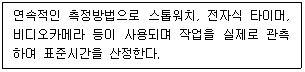 연속적인 측정방법으로 스톱워치, 전자식 타이머,
비디오카메라 등이 사용되며 작업을 실제로 관측
하여 표준시간을 산정한다.